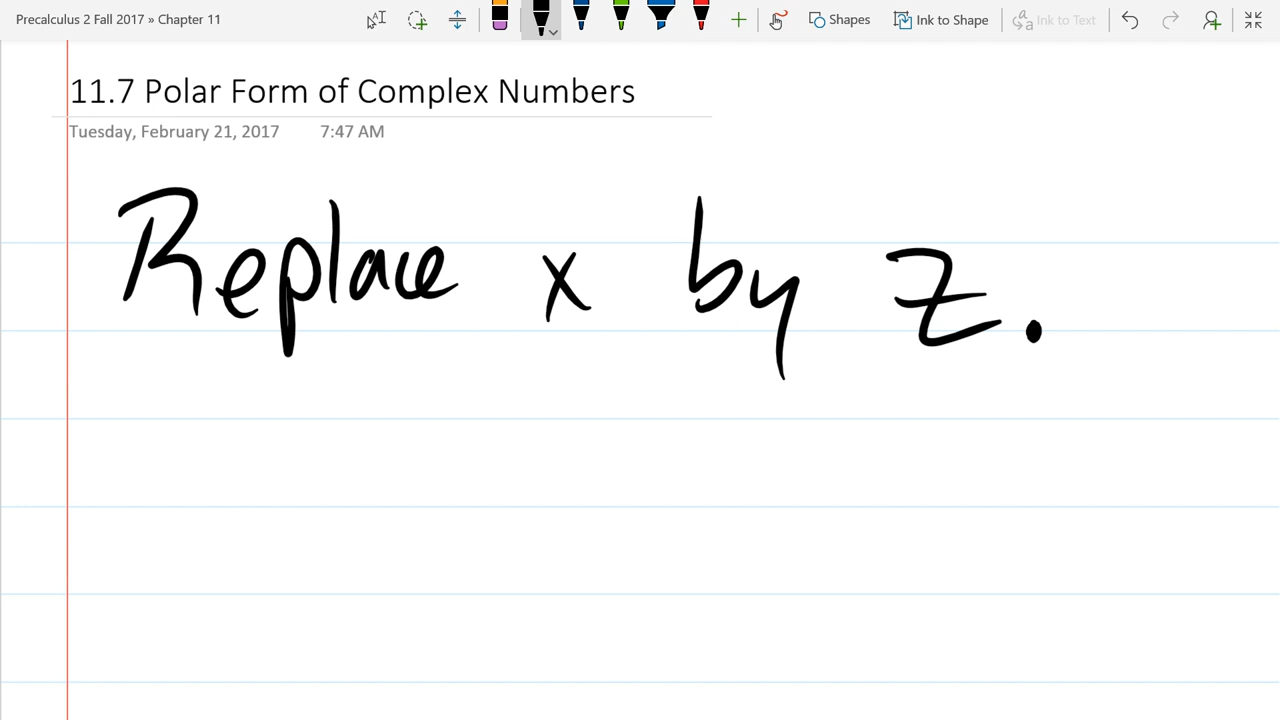 Precalculus 2 Fall 2017 » Chapter 11
Shapes
Ink to Shape
Ink to Text
11.7 Polar Form of Complex Numbers
Tuesday, February 21, 2017 7:47 AM
Replace x by z.